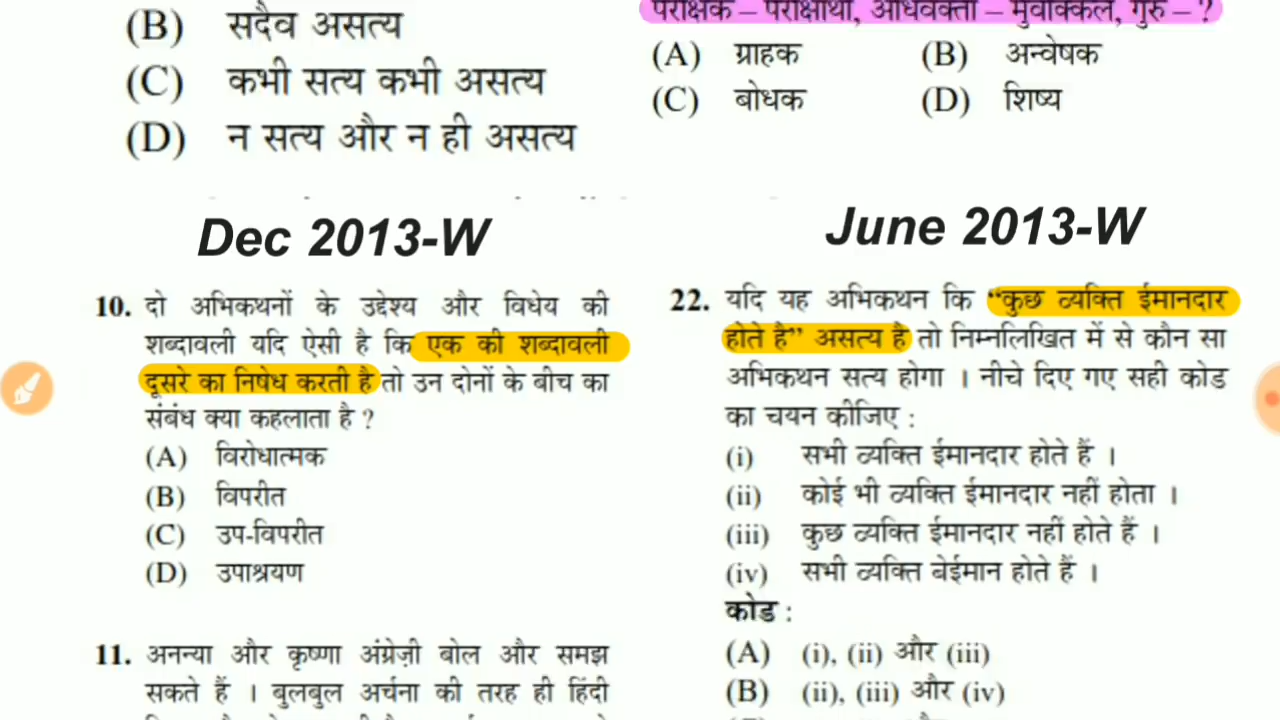 (B) सदैव असत्य
(C) कभी सत्य कभी असत्य
(D) न सत्य और न ही असत्य
परीक्षक – परीक्षार्थी, अधिवक्ता – मुवक्किल, गुरु – ?
(A) ग्राहक (B) अन्वेषक
(C) बोधक (D) शिष्य
Dec 2013-W
10. दो अभिकथनों के उद्देश्य और विधेय की
शब्दावली यदि ऐसी है कि एक की शब्दावली
दूसरे का निषेध करती है तो उन दोनों के बीच का
संबंध क्या कहलाता है ?
(A) विरोधात्मक
(B) विपरीत
(C) उप-विपरीत
(D) उपाश्रयण
11. अनन्या और कृष्णा अंग्रेज़ी बोल और समझ
सकते हैं । बुलबुल अर्चना की तरह ही हिंदी
June 2013-W
22. यदि यह अभिकथन कि “कुछ व्यक्ति ईमानदार
होते है” असत्य है तो निम्नलिखित में से कौन सा
अभिकथन सत्य होगा । नीचे दिए गए सही कोड
का चयन कीजिए :
(i) सभी व्यक्ति ईमानदार होते हैं ।
(ii) कोई भी व्यक्ति ईमानदार नहीं होता ।
(iii) कुछ व्यक्ति ईमानदार नहीं होते हैं ।
(iv) सभी व्यक्ति बेईमान होते हैं ।
कोड :
(A) (i), (ii) और (iii)
(B) (ii), (iii) और (iv)